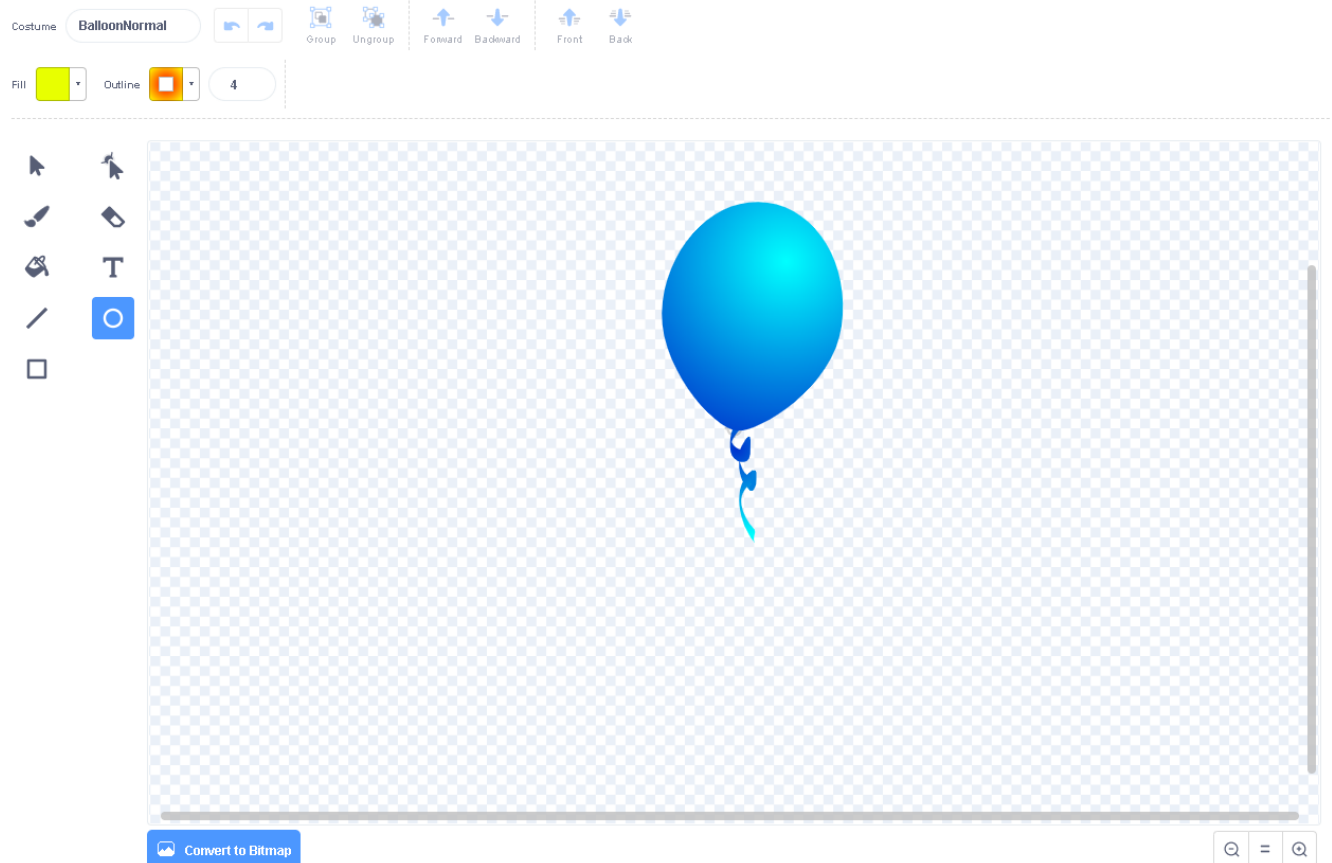 Costume BalloonNormal
Group Ungroup Forward Backward Front Back
Fill Outline 4
T
Convert to Bitmap